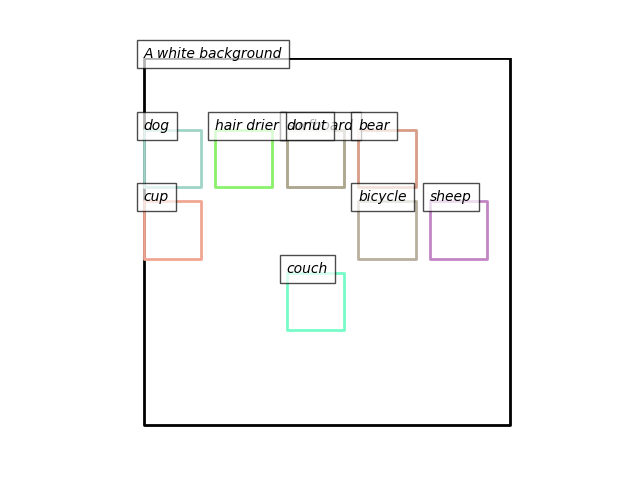 A white background
dog
hair drier
donut
bear
cup
bicycle
sheep
couch